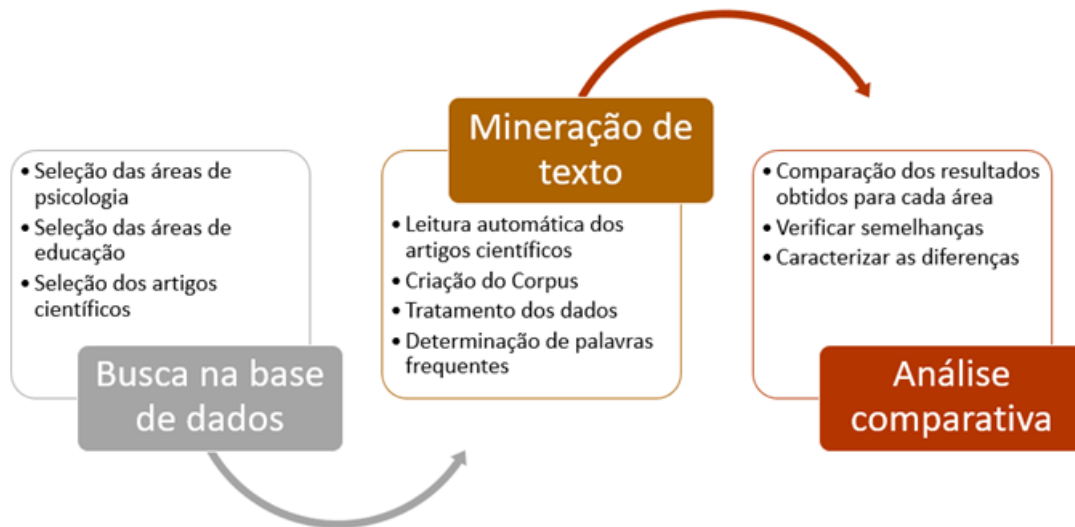 • Seleção das áreas de
psicologia
• Seleção das áreas de
educação
• Seleção dos artigos
científicos
Busca na base
de dados
Mineração de
texto
• Leitura automática dos
artigos científicos
• Criação do Corpus
• Tratamento dos dados
• Determinação de palavras
frequentes
• Comparação dos resultados
obtidos para cada área
• Verificar semelhanças
• Caracterizar as diferenças
Análise
comparativa